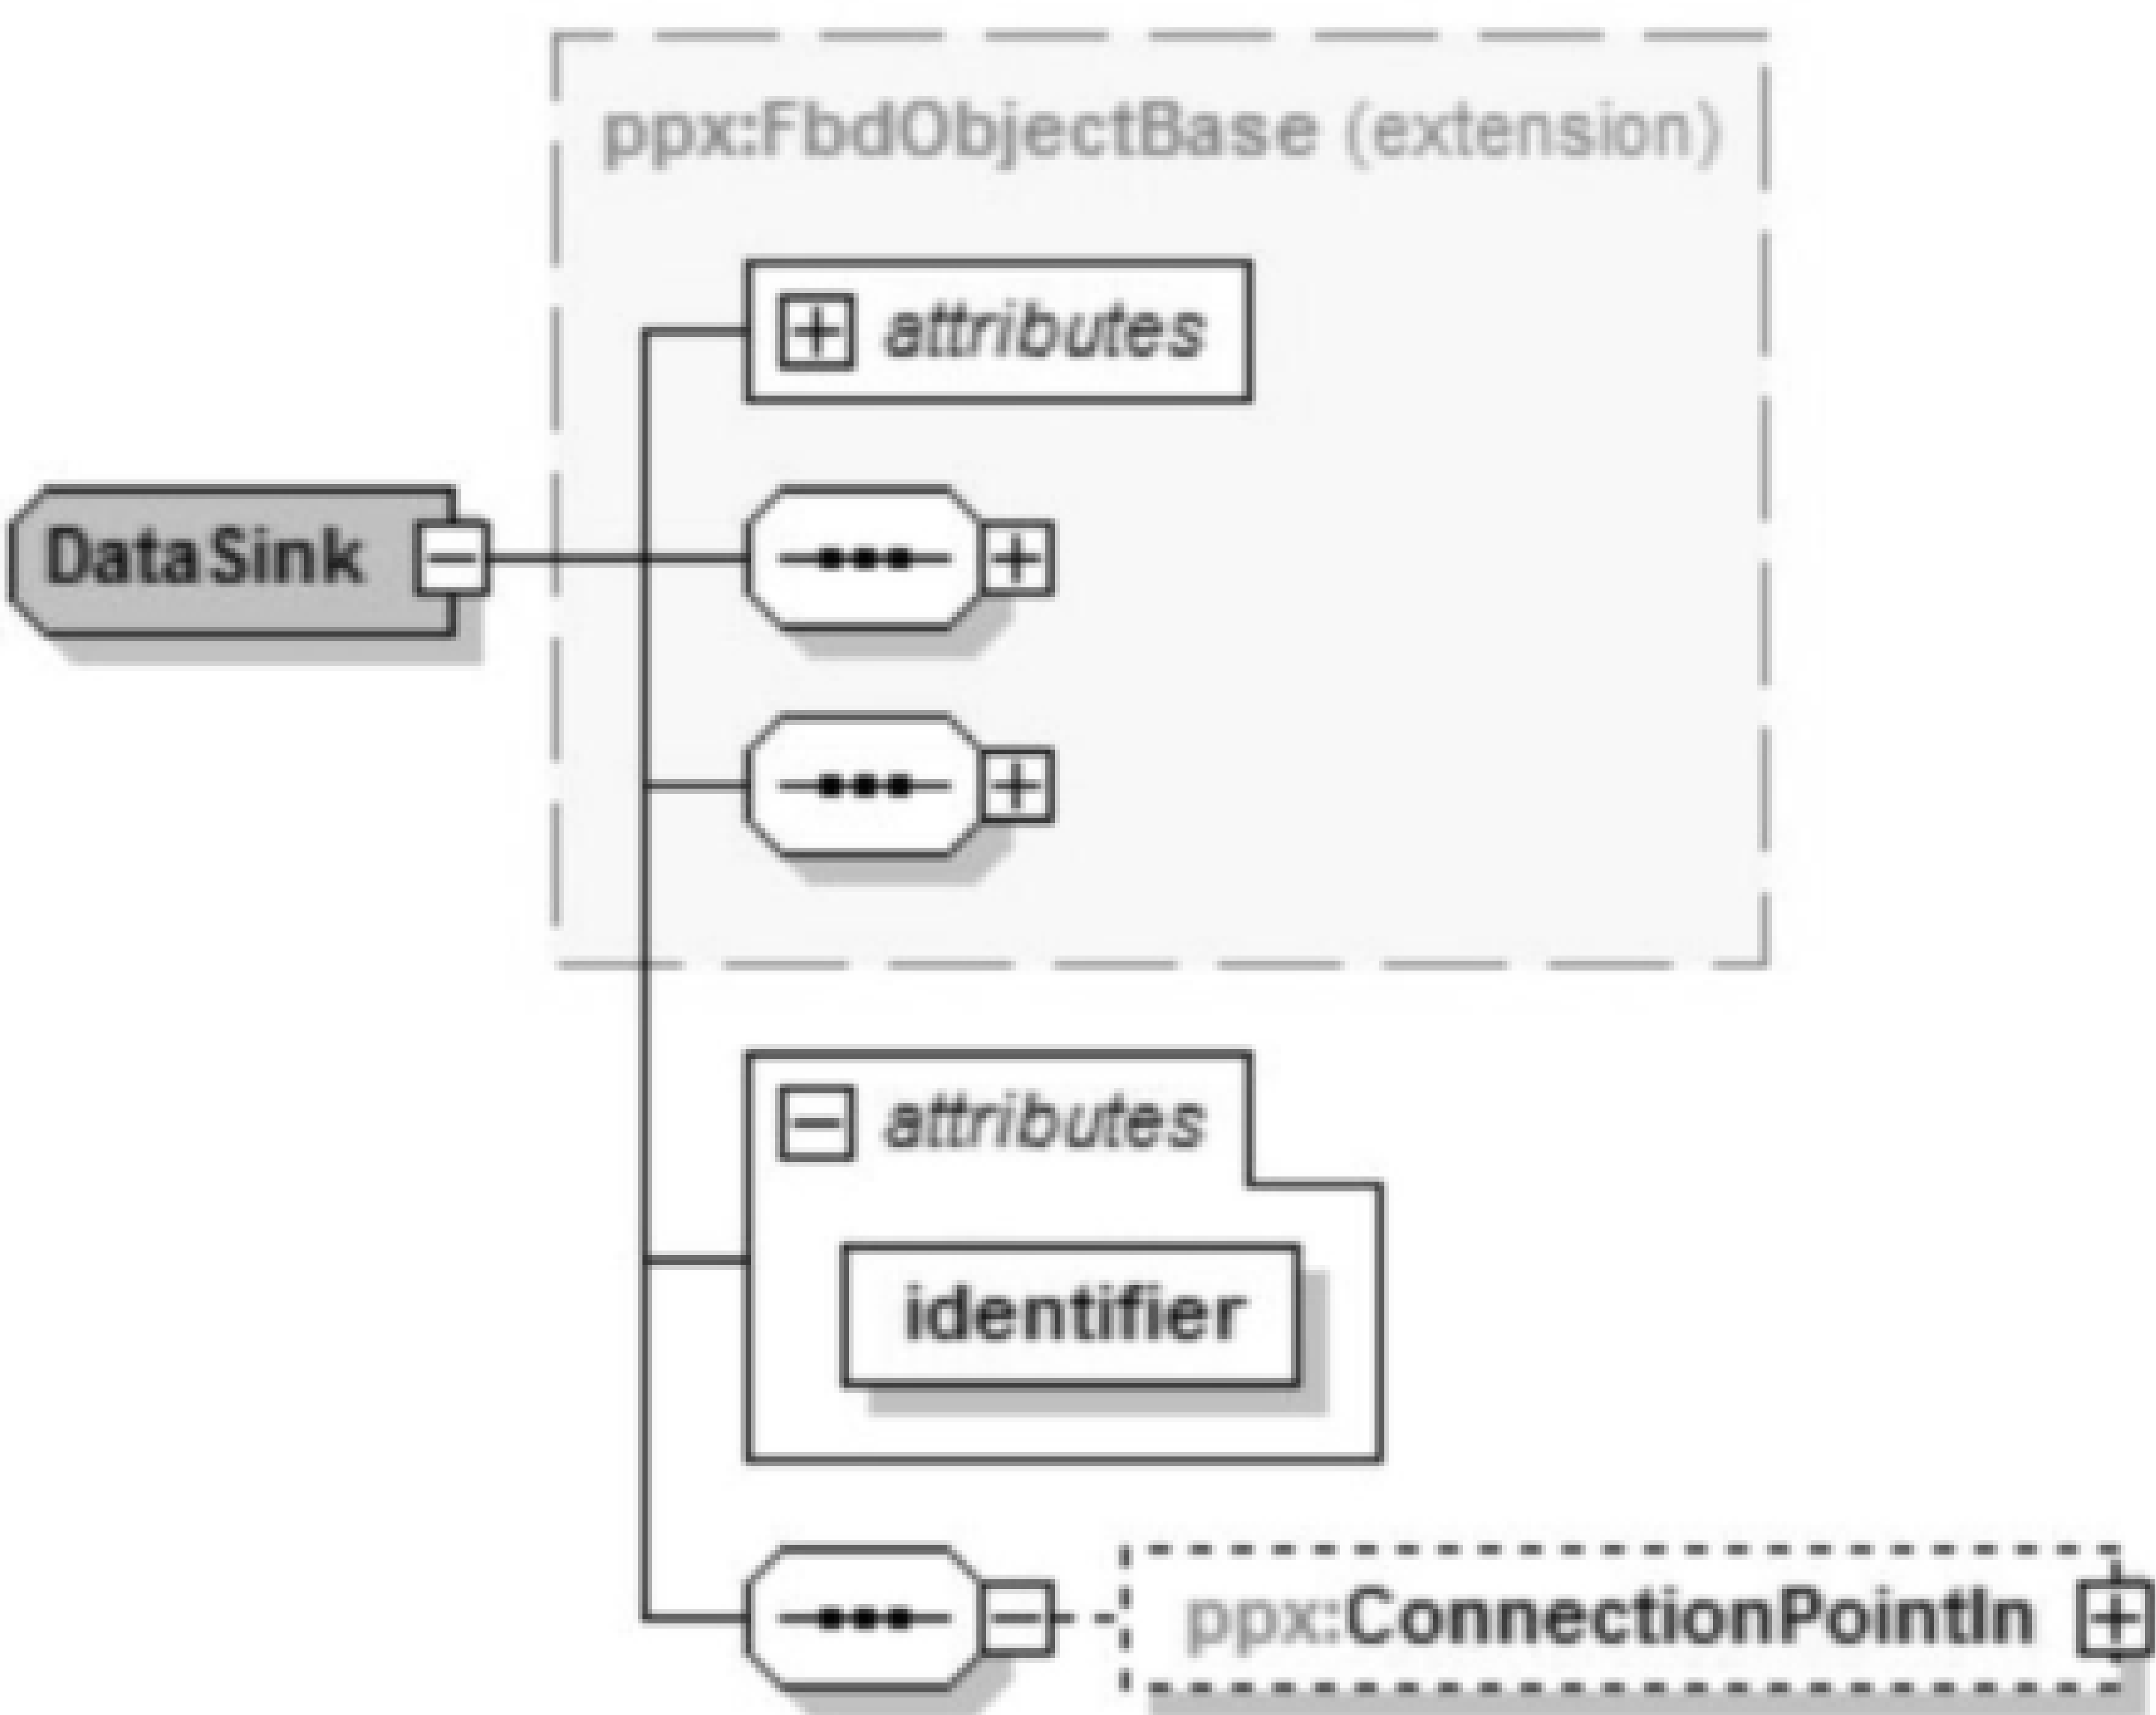 ppx:FbdObjectBase (extension)
attributes
DataSink
attributes
identifier
ppx:ConnectionPointIn